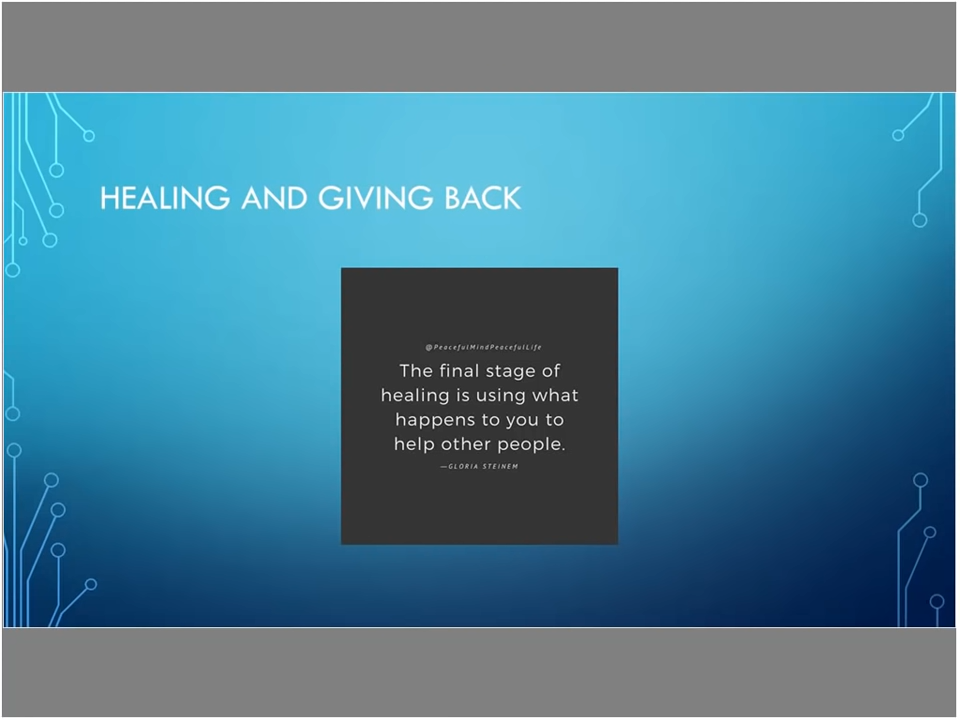 HEALING AND GIVING BACK
@PeacefulMindPeacefulLife
The final stage of
healing is using what
happens to you to
help other people.
—GLORIA STEINEM